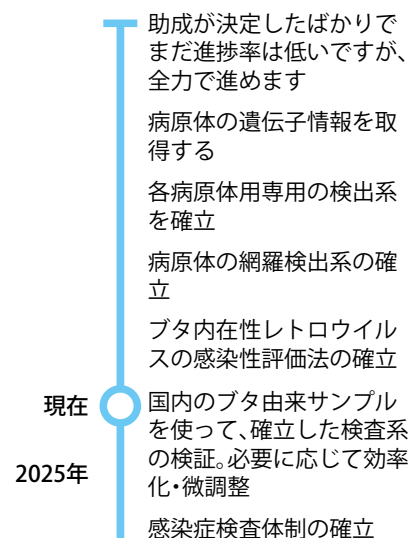 助成が決定したばかりで
まだ進捗率は低いですが、
全力で進めます
病原体の遺伝子情報を取
得する
各病原体用専用の検出系
を確立
病原体の網羅検出系の確
立
ブタ内在性レトロウイル
スの感染性評価法の確立
現在
国内のブタ由来サンプル
を使って、確立した検査系
の検証。必要に応じて効率
化・微調整
2025年
感染症検査体制の確立